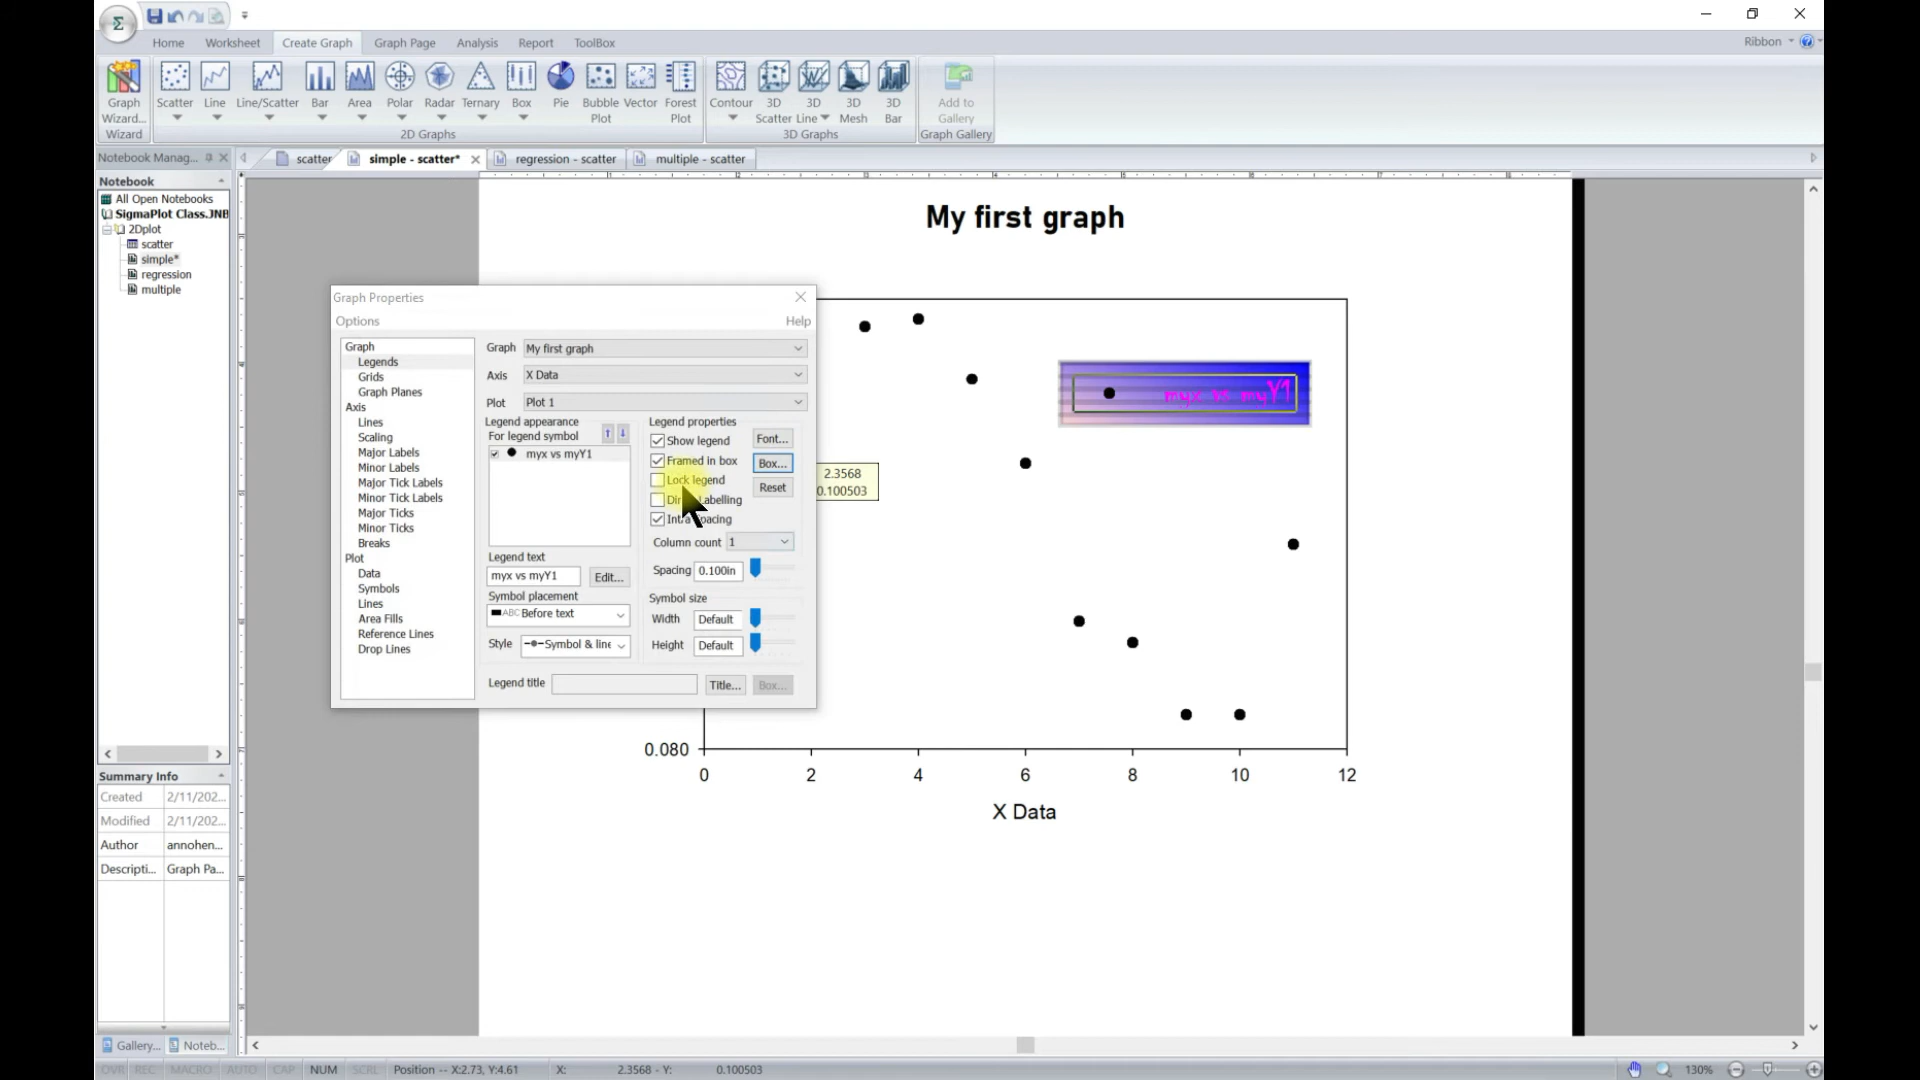 Home Worksheet Create Graph Graph Page Analysis Report ToolBox Ribbon
Graph Wizard...
Scatter
Line
Line/Scatter
Bar
Area
Polar
Radar
Ternary
Box
Pie
Bubble Plot
Vector
Forest Plot
Contour
3D Scatter
3D Line
3D Mesh
3D Bar
Add to Gallery
Wizard 2D Graphs 3D Graphs Graph Gallery
Notebook Manag...
scatter simple - scatter* regression - scatter multiple - scatter
Notebook
All Open Notebooks
SigmaPlot Class.JNB
2Dplot
scatter
simple*
regression
multiple
My first graph
Graph Properties
Options Help
Graph
Legends
Grids
Graph Planes
Axis
Lines
Scaling
Major Labels
Minor Labels
Major Tick Labels
Minor Tick Labels
Major Ticks
Minor Ticks
Breaks
Plot
Data
Symbols
Lines
Area Fills
Reference Lines
Drop Lines
Graph My first graph
Axis X Data
Plot Plot 1
Legend appearance
For legend symbol
myx vs myY1
Legend text
myx vs myY1 Edit...
Symbol placement
ABC Before text
Style Symbol & line
Legend properties
Show legend Font...
Framed in box Box...
Lock legend Reset
Labelling
Spacing
Column count 1
Spacing 0.100in
Symbol size
Width Default
Height Default
Legend title Title... Box...
2.3568
0.100503
myx vs myY1
0.080
0 2 4 6 8 10 12
X Data
Summary Info
Created 2/11/202...
Modified 2/11/202...
Author annohen...
Descripti... Graph Pa...
Gallery... Noteb...
OVR REC MACRO AUTO CAP NUM SCRL Position -- X:2.73, Y:4.61 X: 2.3568 - Y: 0.100503 130%